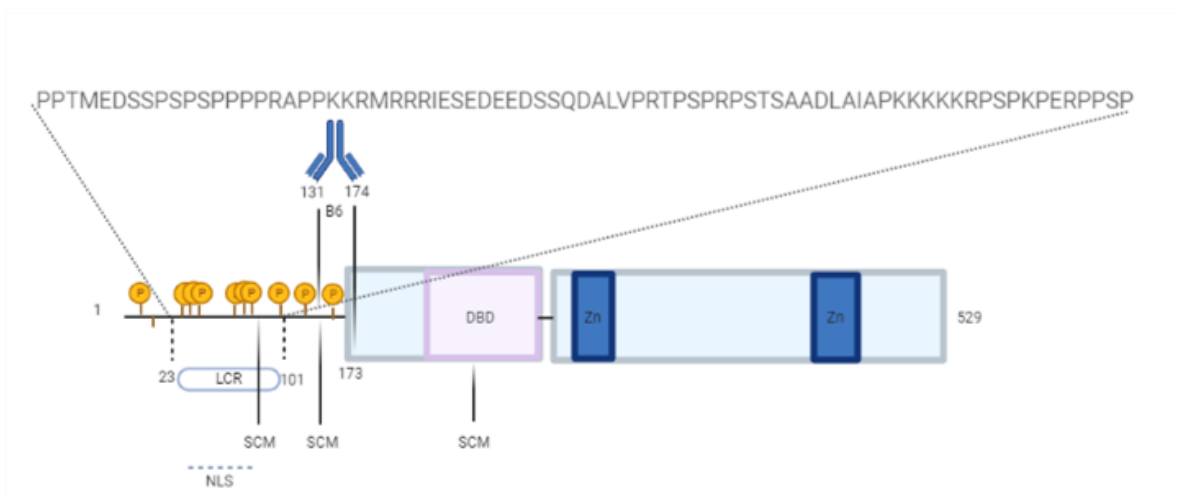 PPTMEDSSPSPSPPPPRAPPKKRMRRRIESEDEEDSSQDALVPRTPSPRPSTSAADLAIAPKKKKKRPSPKPERPPSP
131 174
B6
P P P P P P P
1 DBD Zn Zn 529
23 LCR 101 173
SCM SCM SCM
NLS